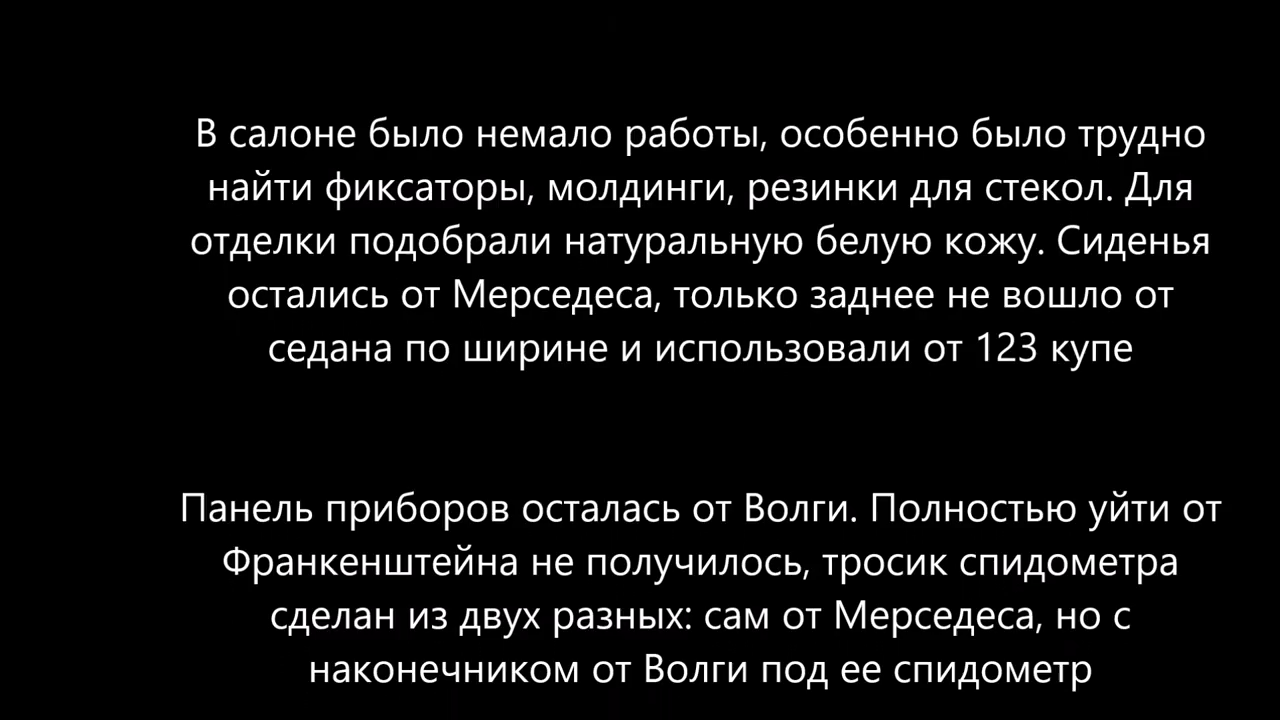 В салоне было немало работы, особенно было трудно
найти фиксаторы, молдинги, резинки для стекол. Для
отделки подобрали натуральную белую кожу. Сиденья
остались от Мерседеса, только заднее не вошло от
седана по ширине и использовали от 123 купе
Панель приборов осталась от Волги. Полностью уйти от
Франкенштейна не получилось, тросик спидометра
сделан из двух разных: сам от Мерседеса, но с
наконечником от Волги под ее спидометр